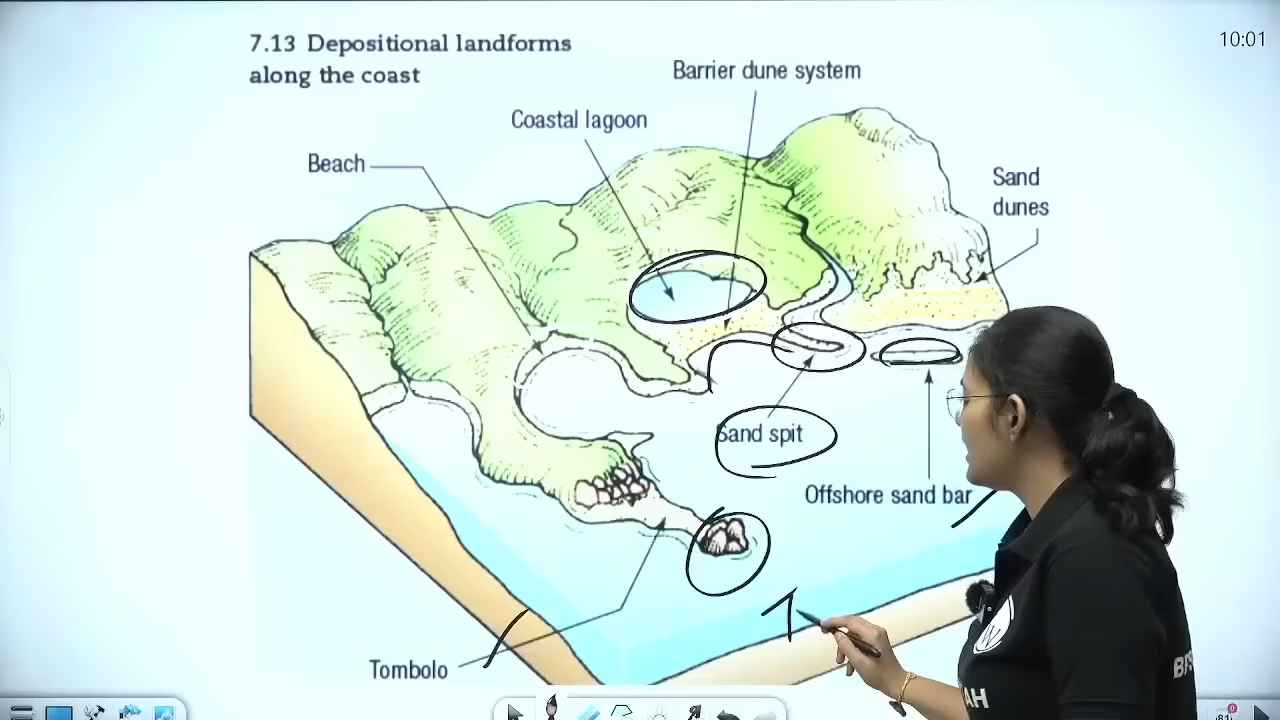 7.13 Depositional landforms
along the coast
10:01
Barrier dune system
Coastal lagoon
Beach
Sand
dunes
Sand spit
Offshore sand bar
Tombolo